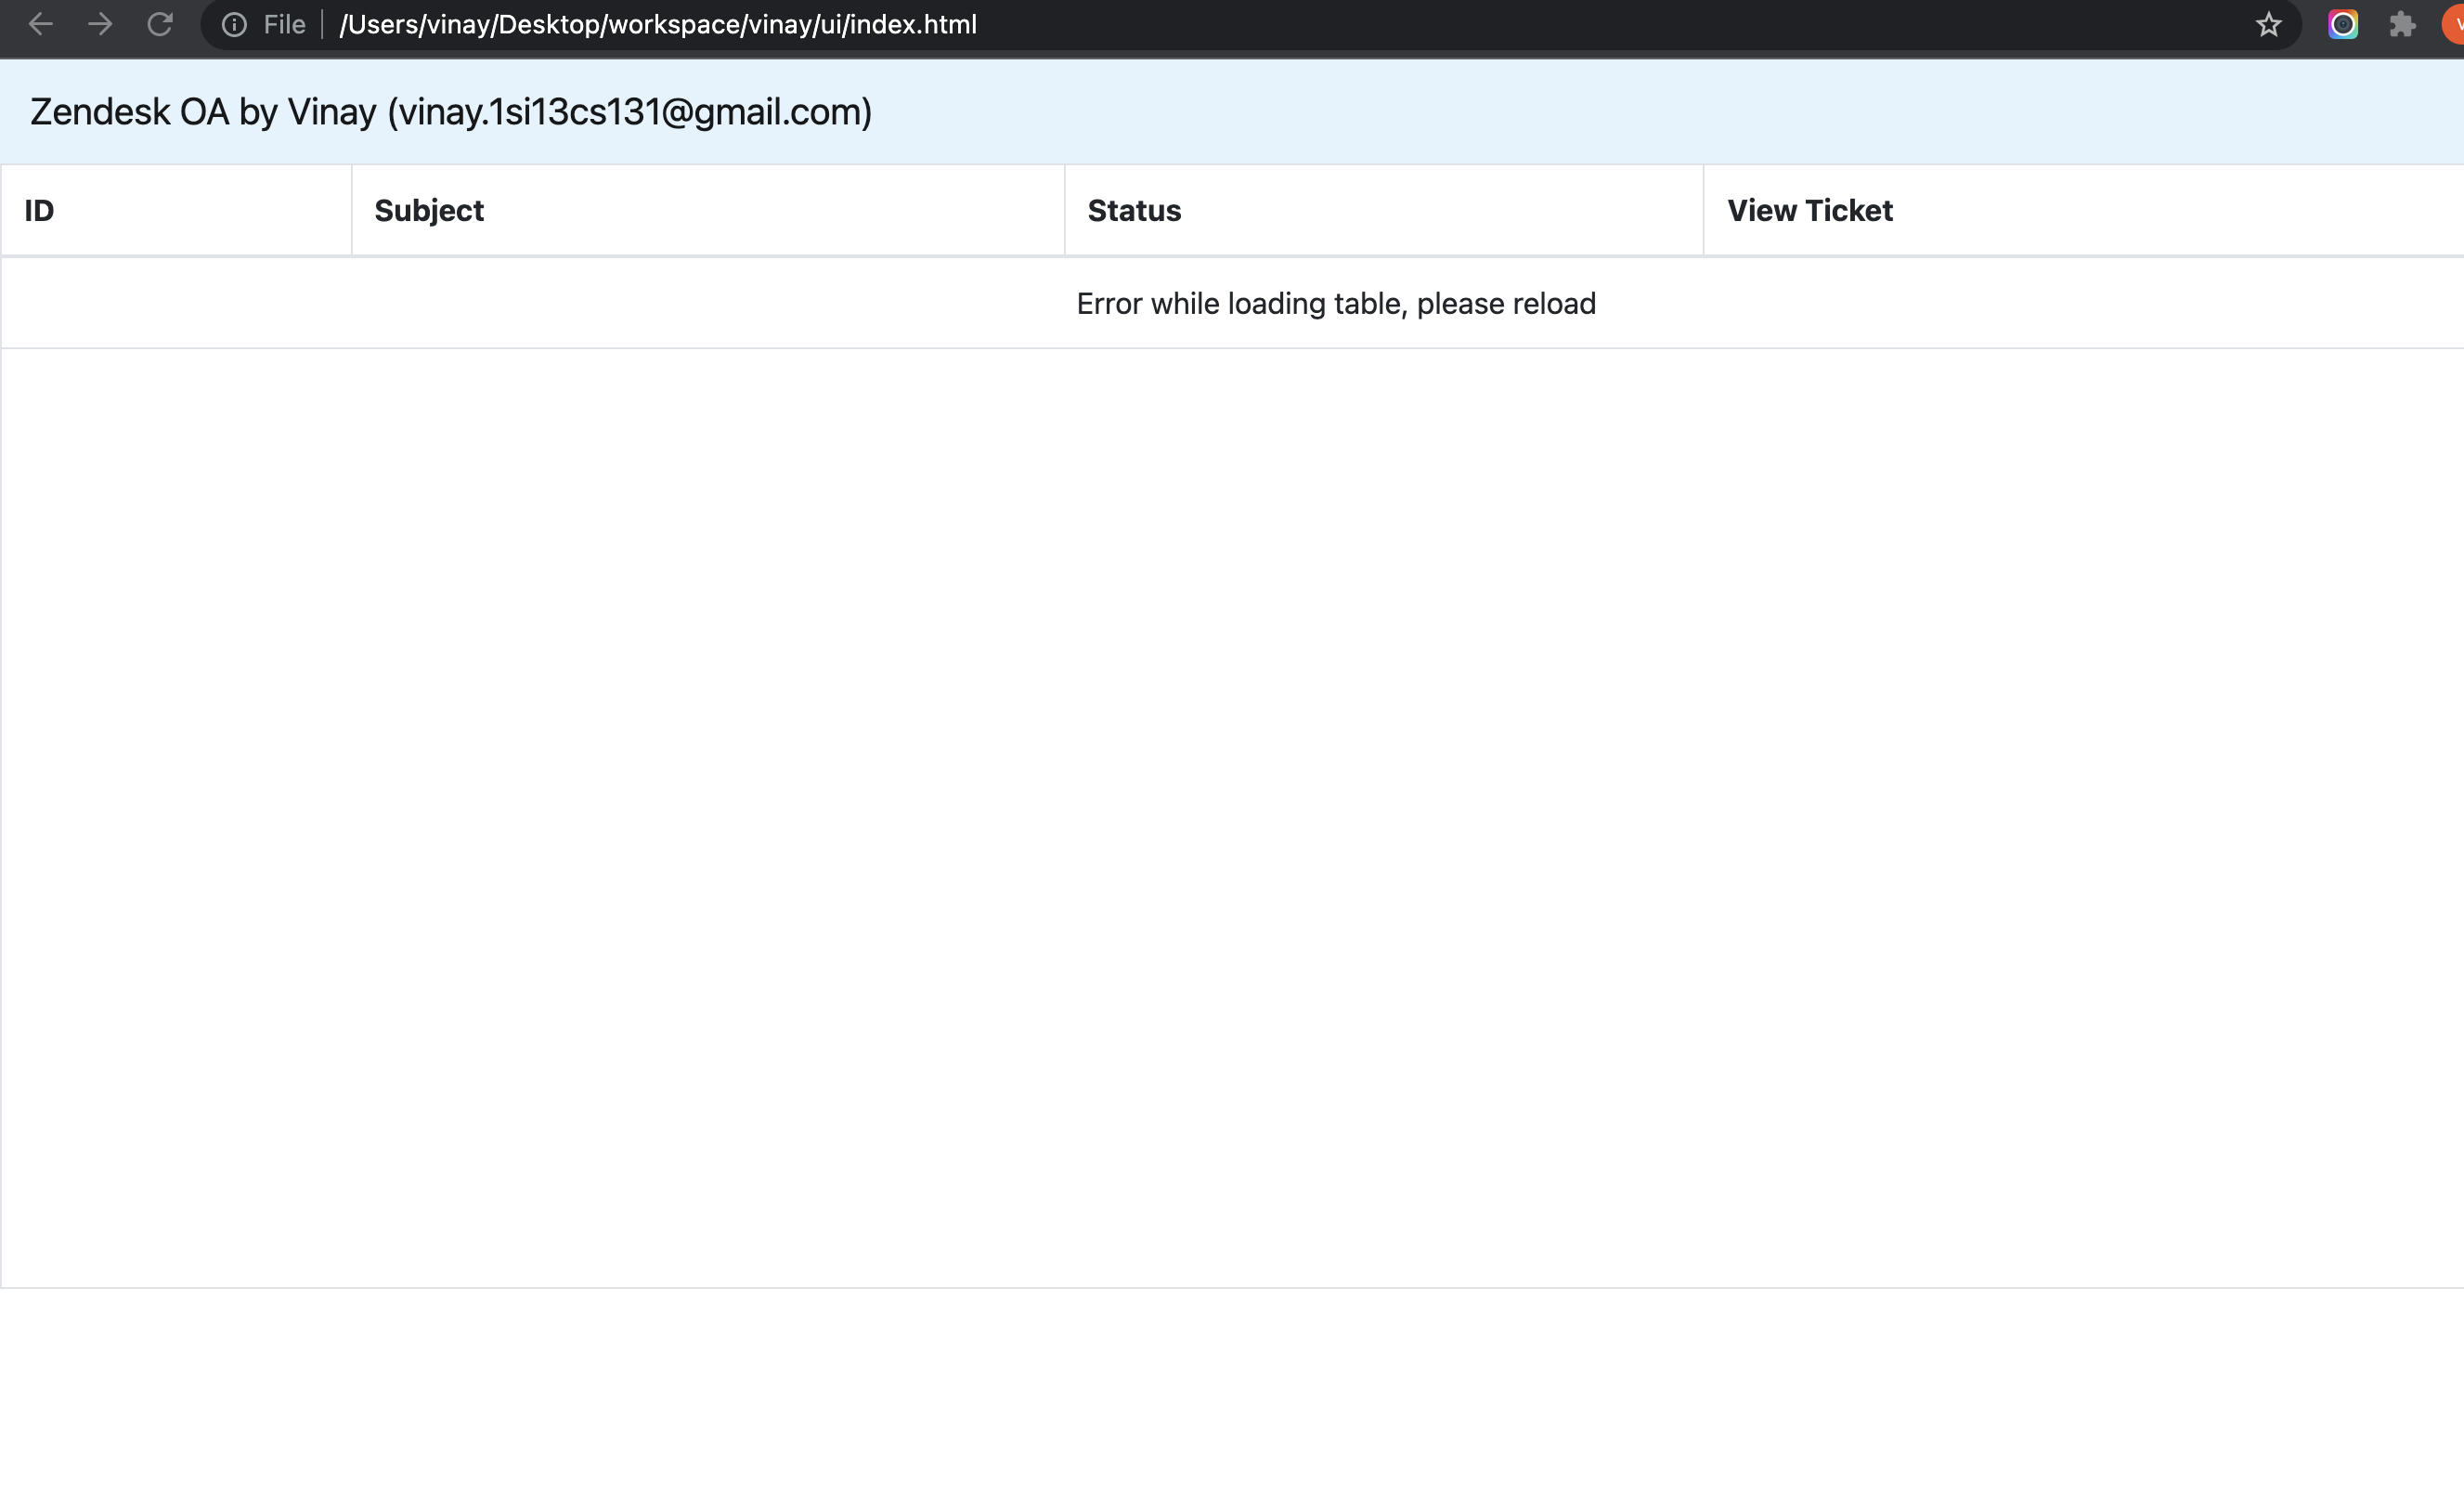 File /Users/vinay/Desktop/workspace/vinay/ui/index.html
Zendesk OA by Vinay (vinay.1si13cs131@gmail.com)
ID Subject Status View Ticket
Error while loading table, please reload